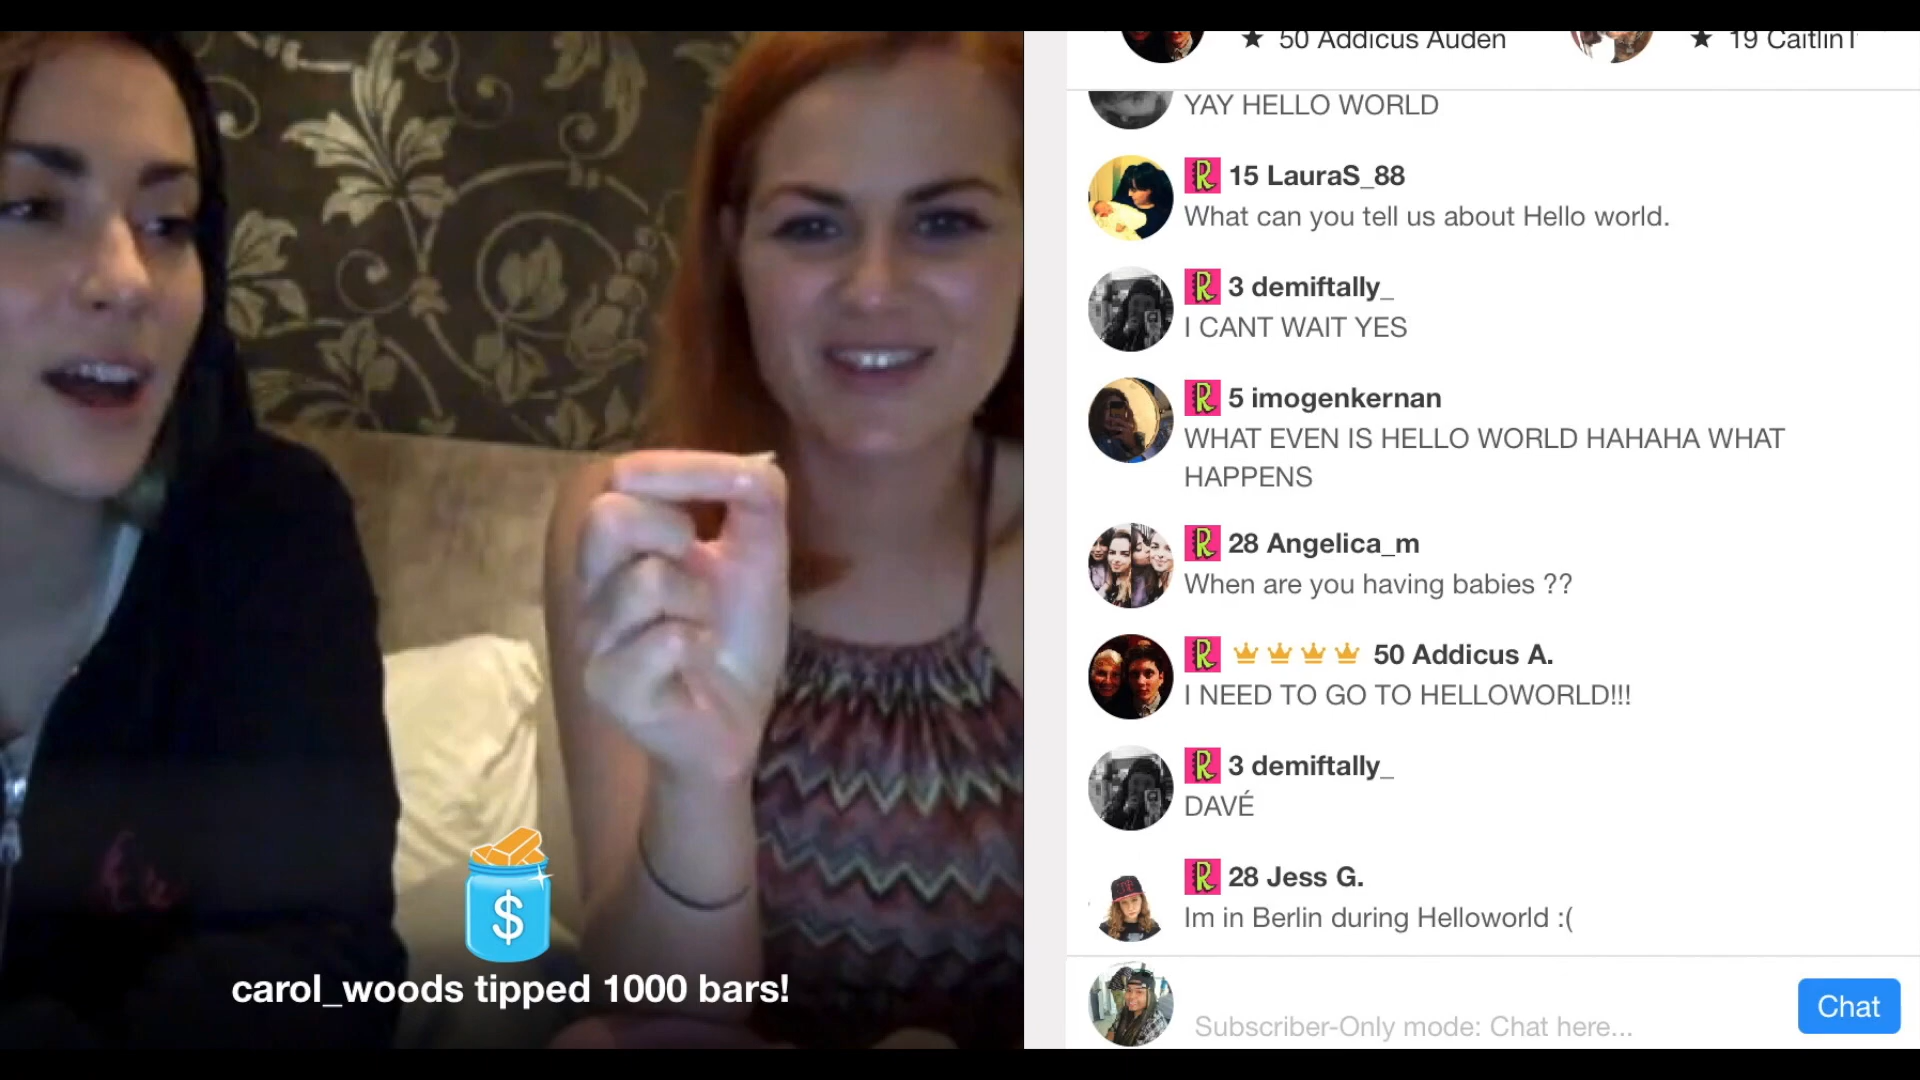 50 Addicus Auden
19 Caitlin
YAY HELLO WORLD
R 15 LauraS_88
What can you tell us about Hello world.
R 3 demiftally_
I CANT WAIT YES
R 5 imogenkernan
WHAT EVEN IS HELLO WORLD HAHAHA WHAT
HAPPENS
R 28 Angelica_m
When are you having babies ??
R 50 Addicus A.
I NEED TO GO TO HELLOWORLD!!!
R 3 demiftally_
DAVÉ
R 28 Jess G.
Im in Berlin during Helloworld :(
Subscriber-Only mode: Chat here...
Chat
$
carol_woods tipped 1000 bars!